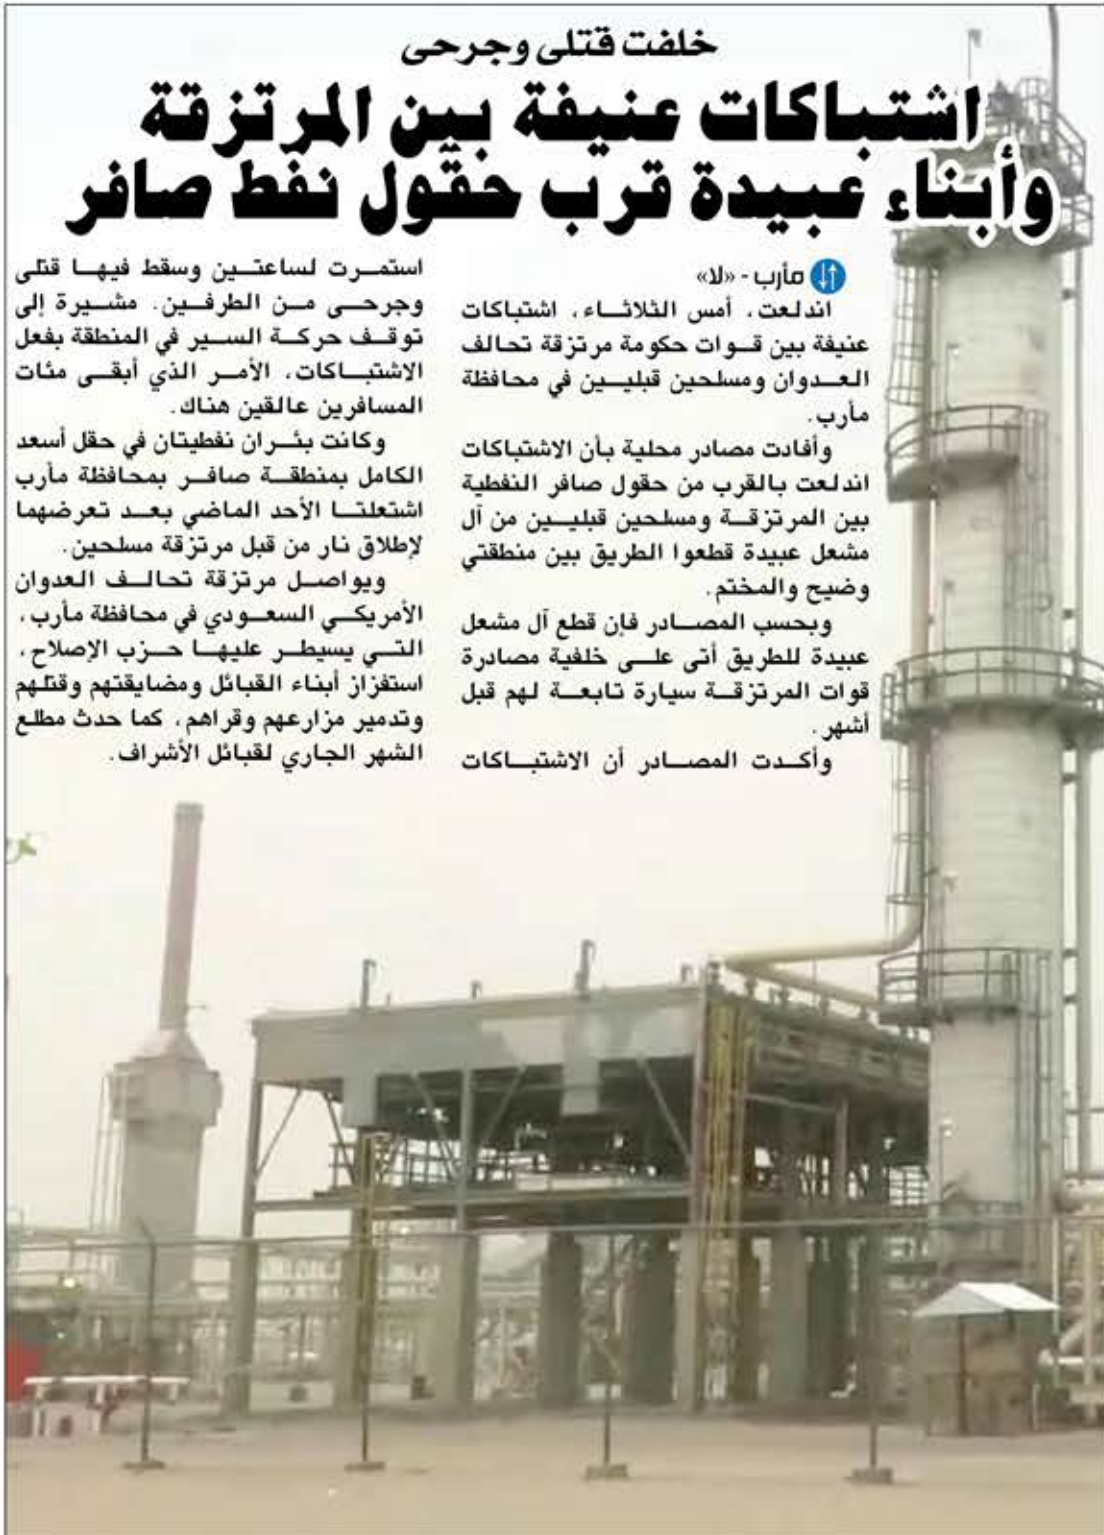 خلفت قتلى وجرحى
اشتباكات عنيفة بين المرتزقة
وأبناء عبيدة قرب حقول نفط صافر
مأرب - «لا»
اندلعت، أمس الثلاثاء، اشتباكات
عنيفة بين قوات حكومة مرتزقة تحالف
العدوان ومسلحين قبليين في محافظة
مأرب.
وأفادت مصادر محلية بأن الاشتباكات
اندلعت بالقرب من حقول صافر النفطية
بين المرتزقة ومسلحين قبليين من آل
مشعل عبيدة قطعوا الطريق بين منطقتي
وضيح والمختم.
وبحسب المصادر فإن قطع آل مشعل
عبيدة للطريق أتى على خلفية مصادرة
قوات المرتزقة سيارة تابعة لهم قبل
أشهر.
وأكدت المصادر أن الاشتباكات
استمرت لساعتين وسقط فيها قتلى
وجرحى من الطرفين. مشيرة إلى
توقف حركة السير في المنطقة بفعل
الاشتباكات، الأمر الذي أبقى مئات
المسافرين عالقين هناك.
وكانت بئران نفطيتان في حقل أسعد
الكامل بمنطقة صافر بمحافظة مأرب
اشتعلتا الأحد الماضي بعد تعرضهما
لإطلاق نار من قبل مرتزقة مسلحين.
ويواصل مرتزقة تحالف العدوان
الأمريكي السعودي في محافظة مأرب،
التي يسيطر عليها حزب الإصلاح،
استفزاز أبناء القبائل ومضايقتهم وقتلهم
وتدمير مزارعهم وقراهم، كما حدث مطلع
الشهر الجاري لقبائل الأشراف.